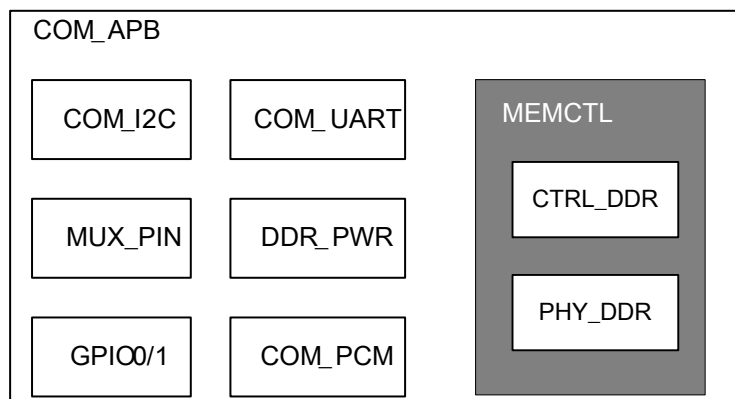 COM_APB
COM_I2C
COM_UART
MEMCTL
CTRL_DDR
MUX_PIN
DDR_PWR
PHY_DDR
GPIO0/1
COM_PCM